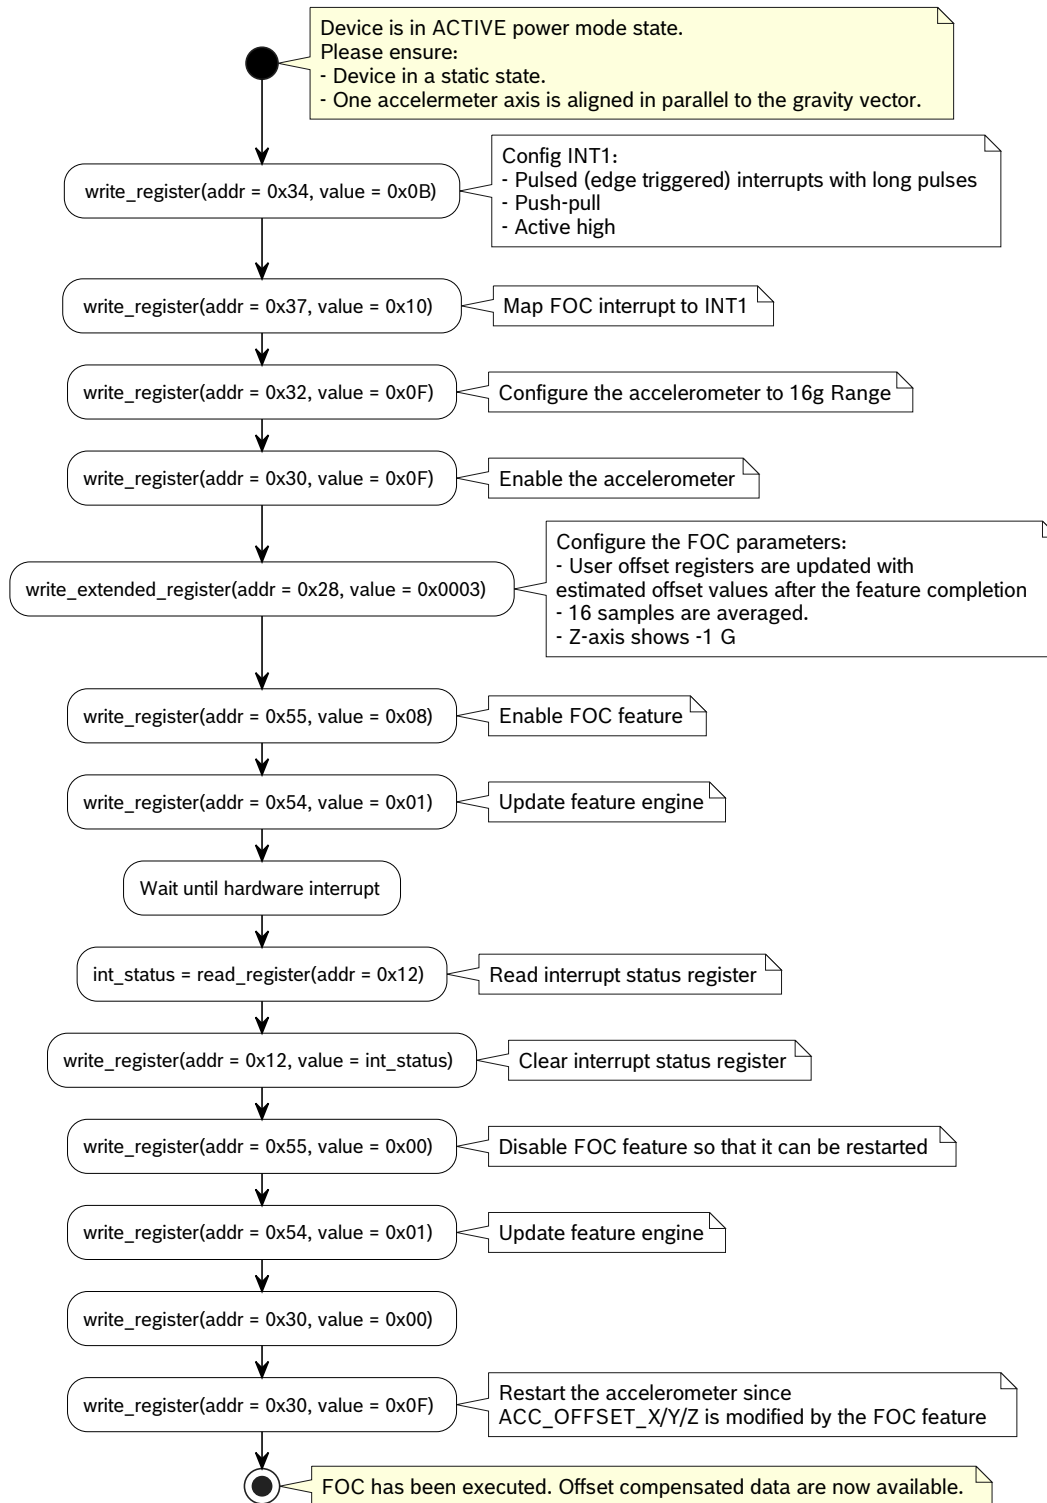 Device is in ACTIVE power mode state.
Please ensure:
- Device in a static state.
- One accelermeter axis is aligned in parallel to the gravity vector.
write_register(addr = 0x34, value = 0x0B)
Config INT1:
- Pulsed (edge triggered) interrupts with long pulses
- Push-pull
- Active high
write_register(addr = 0x37, value = 0x10)
Map FOC interrupt to INT1
write_register(addr = 0x32, value = 0x0F)
Configure the accelerometer to 16g Range
write_register(addr = 0x30, value = 0x0F)
Enable the accelerometer
write_extended_register(addr = 0x28, value = 0x0003)
Configure the FOC parameters:
- User offset registers are updated with
estimated offset values after the feature completion
- 16 samples are averaged.
- Z-axis shows -1 G
write_register(addr = 0x55, value = 0x08)
Enable FOC feature
write_register(addr = 0x54, value = 0x01)
Update feature engine
Wait until hardware interrupt
int_status = read_register(addr = 0x12)
Read interrupt status register
write_register(addr = 0x12, value = int_status)
Clear interrupt status register
write_register(addr = 0x55, value = 0x00)
Disable FOC feature so that it can be restarted
write_register(addr = 0x54, value = 0x01)
Update feature engine
write_register(addr = 0x30, value = 0x00)
write_register(addr = 0x30, value = 0x0F)
Restart the accelerometer since
ACC_OFFSET_X/Y/Z is modified by the FOC feature
FOC has been executed. Offset compensated data are now available.